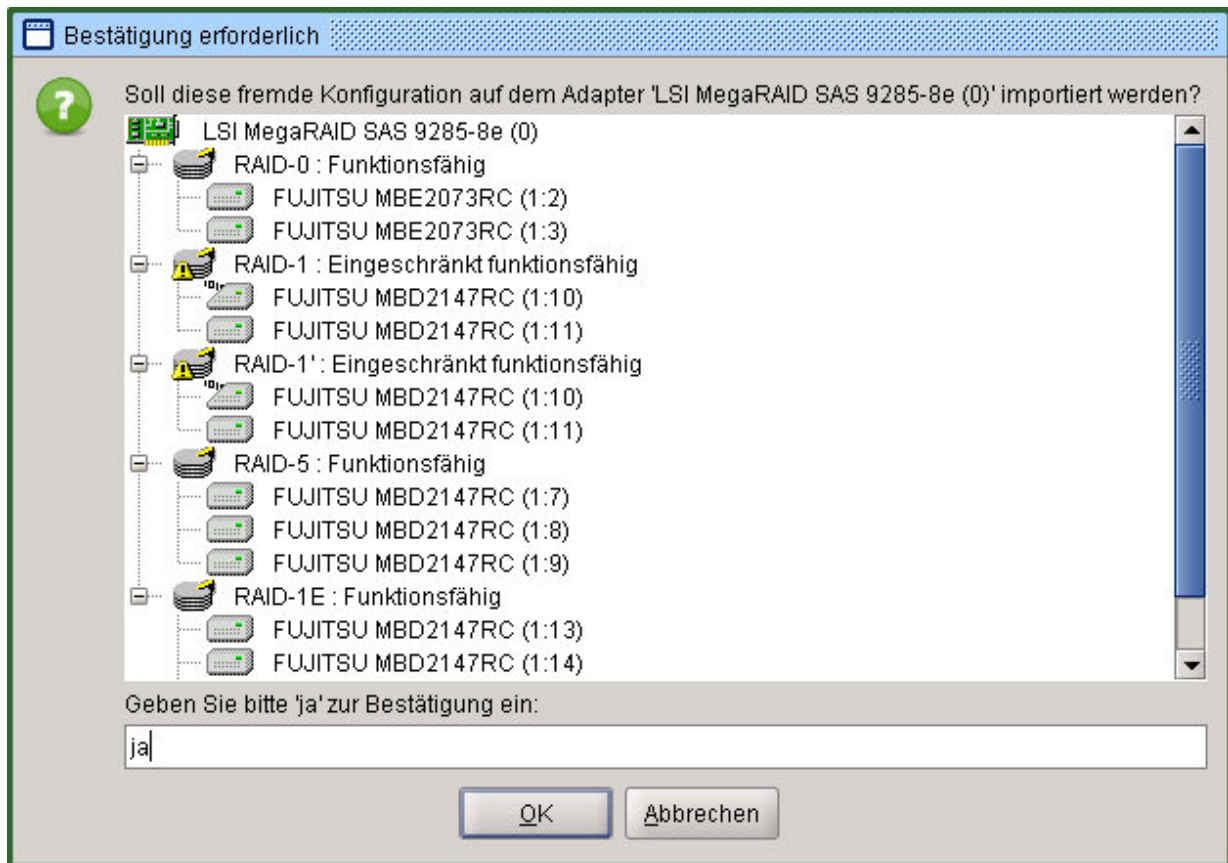 Bestätigung erforderlich
Soll diese fremde Konfiguration auf dem Adapter 'LSI MegaRAID SAS 9285-8e (0)' importiert werden?
LSI MegaRAID SAS 9285-8e (0)
RAID-0 : Funktionsfähig
FUJITSU MBE2073RC (1:2)
FUJITSU MBE2073RC (1:3)
RAID-1 : Eingeschränkt funktionsfähig
FUJITSU MBD2147RC (1:10)
FUJITSU MBD2147RC (1:11)
RAID-1' : Eingeschränkt funktionsfähig
FUJITSU MBD2147RC (1:10)
FUJITSU MBD2147RC (1:11)
RAID-5 : Funktionsfähig
FUJITSU MBD2147RC (1:7)
FUJITSU MBD2147RC (1:8)
FUJITSU MBD2147RC (1:9)
RAID-1E : Funktionsfähig
FUJITSU MBD2147RC (1:13)
FUJITSU MBD2147RC (1:14)
Geben Sie bitte 'ja' zur Bestätigung ein:
ja
OK
Abbrechen